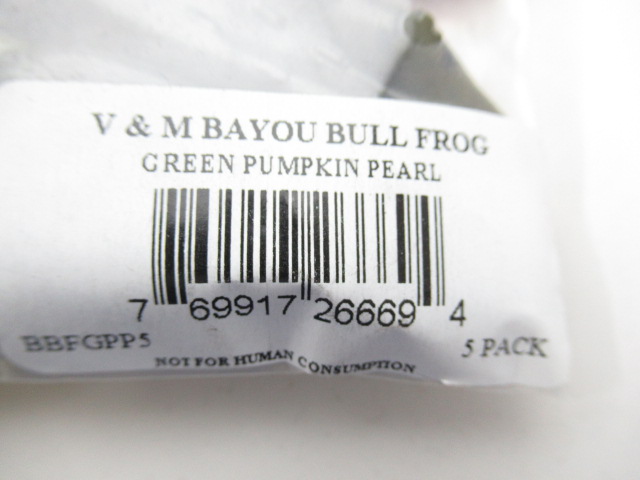 V & M BAYOU BULL FROG
GREEN PUMPKIN PEARL
7 69917 26669 4
BBFGPP5
5 PACK
NOT FOR HUMAN CONSUMPTION